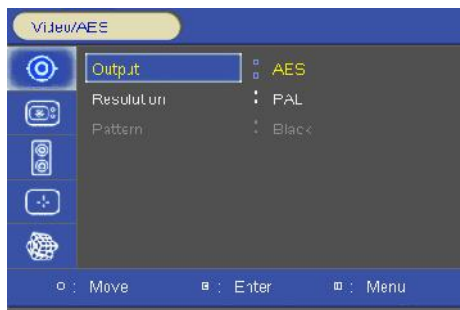 Video/AES
Output : AES
Resolution : PAL
Pattern : Black
: Move : Enter : Menu